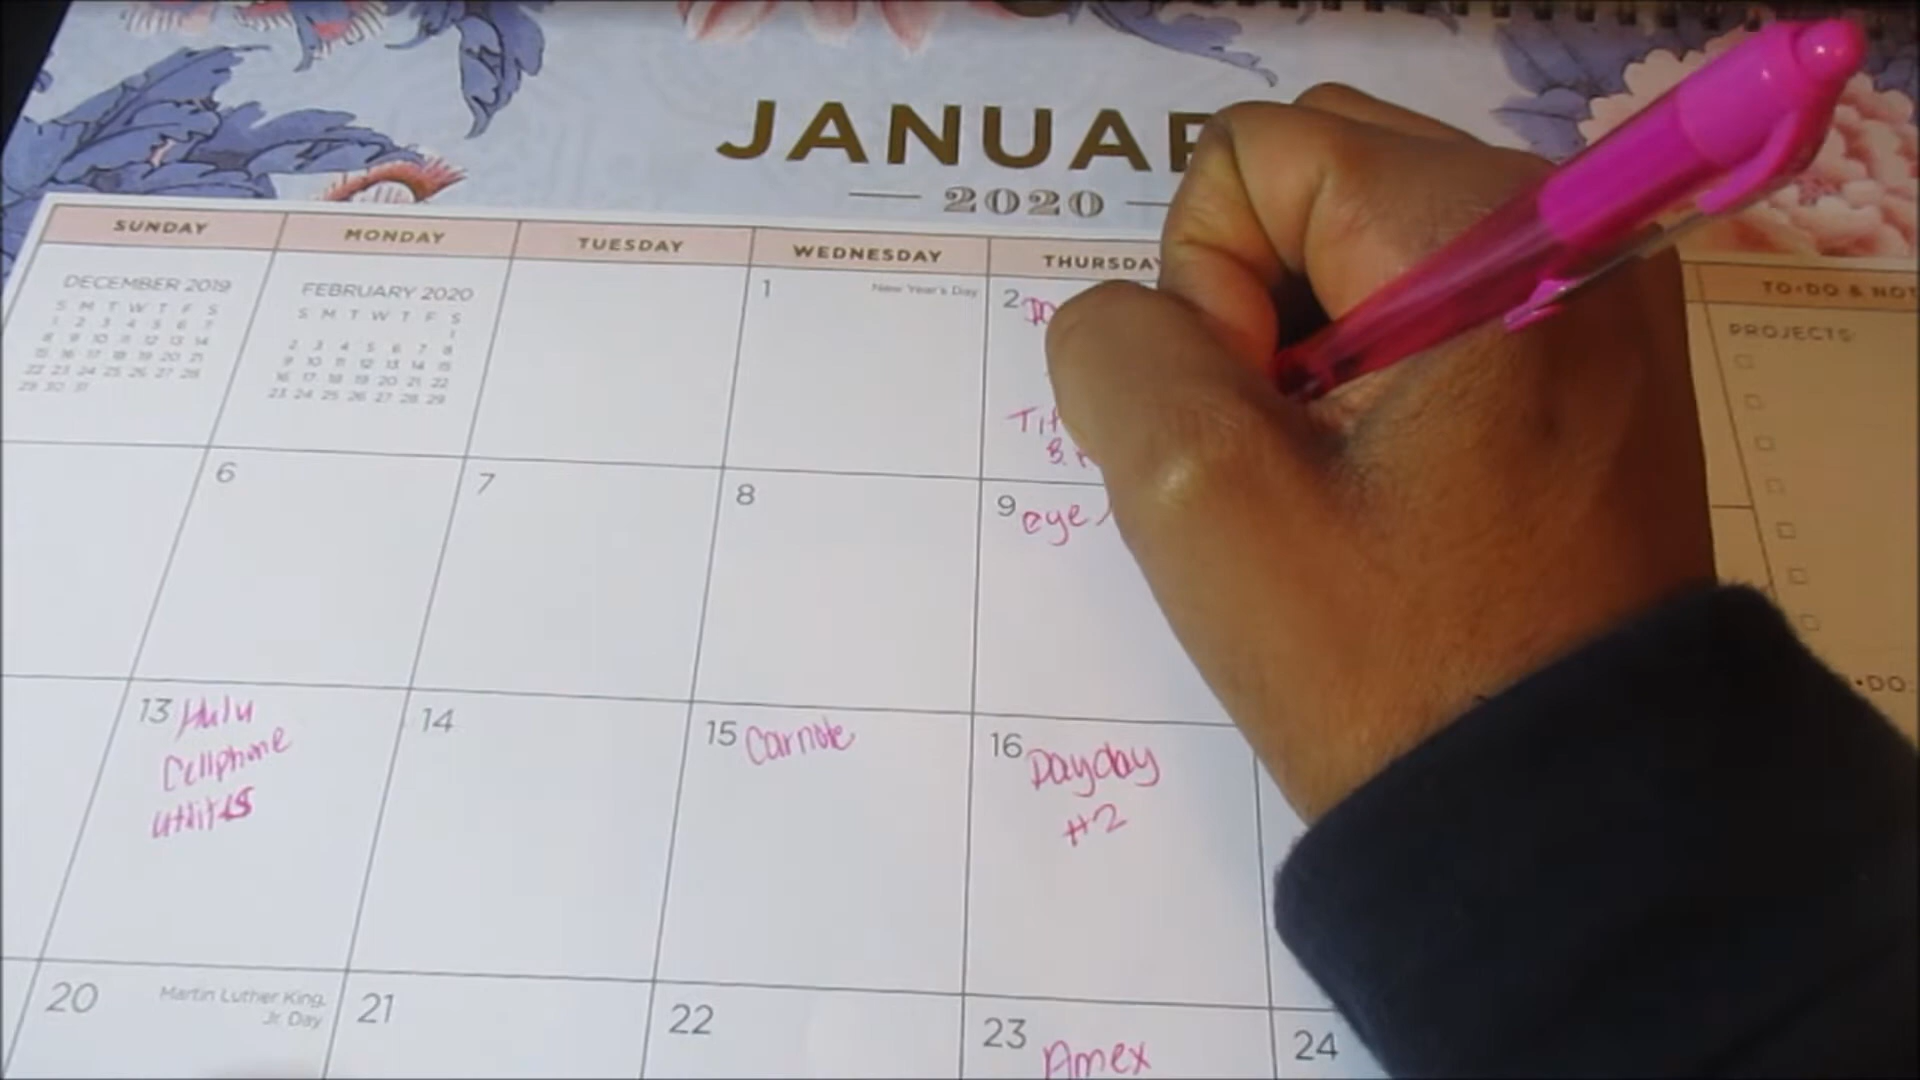 JANUAR
2020
SUNDAY MONDAY TUESDAY WEDNESDAY THURSDAY TO•DO & NOT
DECEMBER 2019
S M T W T F S
1 2 3 4 5 6 7
8 9 10 11 12 13 14
15 16 17 18 19 20 21
22 23 24 25 26 27 28
29 30 31
FEBRUARY 2020
S M T W T F S
1
2 3 4 5 6 7 8
9 10 11 12 13 14 15
16 17 18 19 20 21 22
23 24 25 26 27 28 29
1 New Year's Day
2
PROJECTS:
6
7
8
9 eye
DO:
13 Hulu
Cellphone
14
15 Carnote
16 Dayday
#2
20 Martin Luther King,
Jr. Day
21
22
23 Amex
24